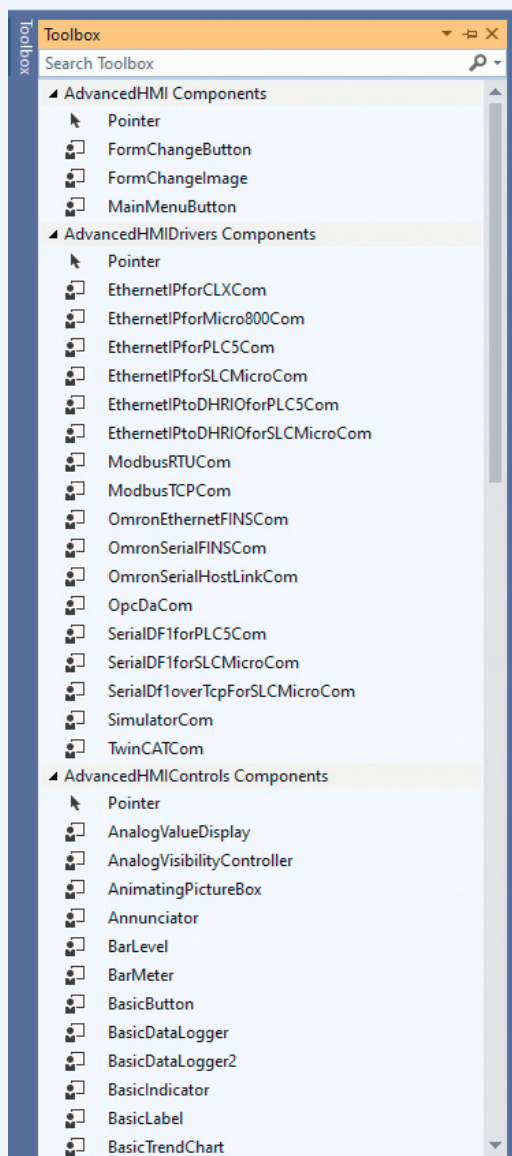 Toolbox
Toolbox
Search Toolbox
AdvancedHMI Components
Pointer
FormChangeButton
FormChangeImage
MainMenuButton
AdvancedHMIDrivers Components
Pointer
EthernetIPforCLXCom
EthernetIPforMicro800Com
EthernetIPforPLC5Com
EthernetIPforSLCMicroCom
EthernetIPtoDHRIOforPLC5Com
EthernetIPtoDHRIOforSLCMicroCom
ModbusRTUCom
ModbusTCPCom
OmronEthernetFINSCom
OmronSerialFINSCom
OmronSerialHostLinkCom
OpcDaCom
SerialDF1forPLC5Com
SerialDF1forSLCMicroCom
SerialDf1overTcpForSLCMicroCom
SimulatorCom
TwinCATCom
AdvancedHMIControls Components
Pointer
AnalogValueDisplay
AnalogVisibilityController
AnimatingPictureBox
Annunciator
BarLevel
BarMeter
BasicButton
BasicDataLogger
BasicDataLogger2
BasicIndicator
BasicLabel
BasicTrendChart